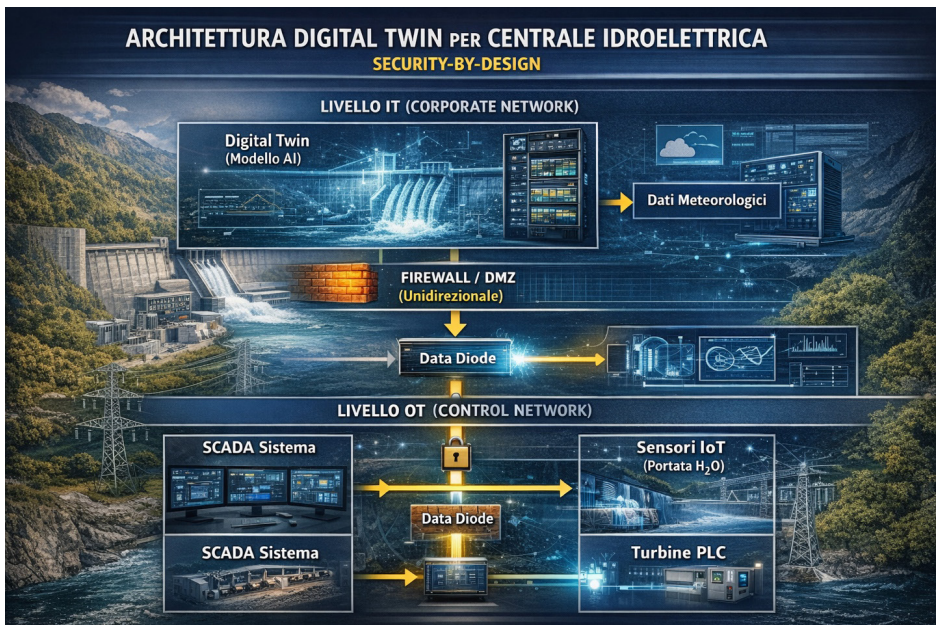 ARCHITETTURA DIGITAL TWIN PER CENTRALE IDROELETTRICA
SECURITY-BY-DESIGN
LIVELLO IT (CORPORATE NETWORK)
Digital Twin
(Modello AI)
Dati Meteorologici
FIREWALL / DMZ
(Unidirezionale)
Data Diode
LIVELLO OT (CONTROL NETWORK)
SCADA Sistema
Sensori IoT
(Portata H₂O)
Data Diode
SCADA Sistema
Turbine PLC